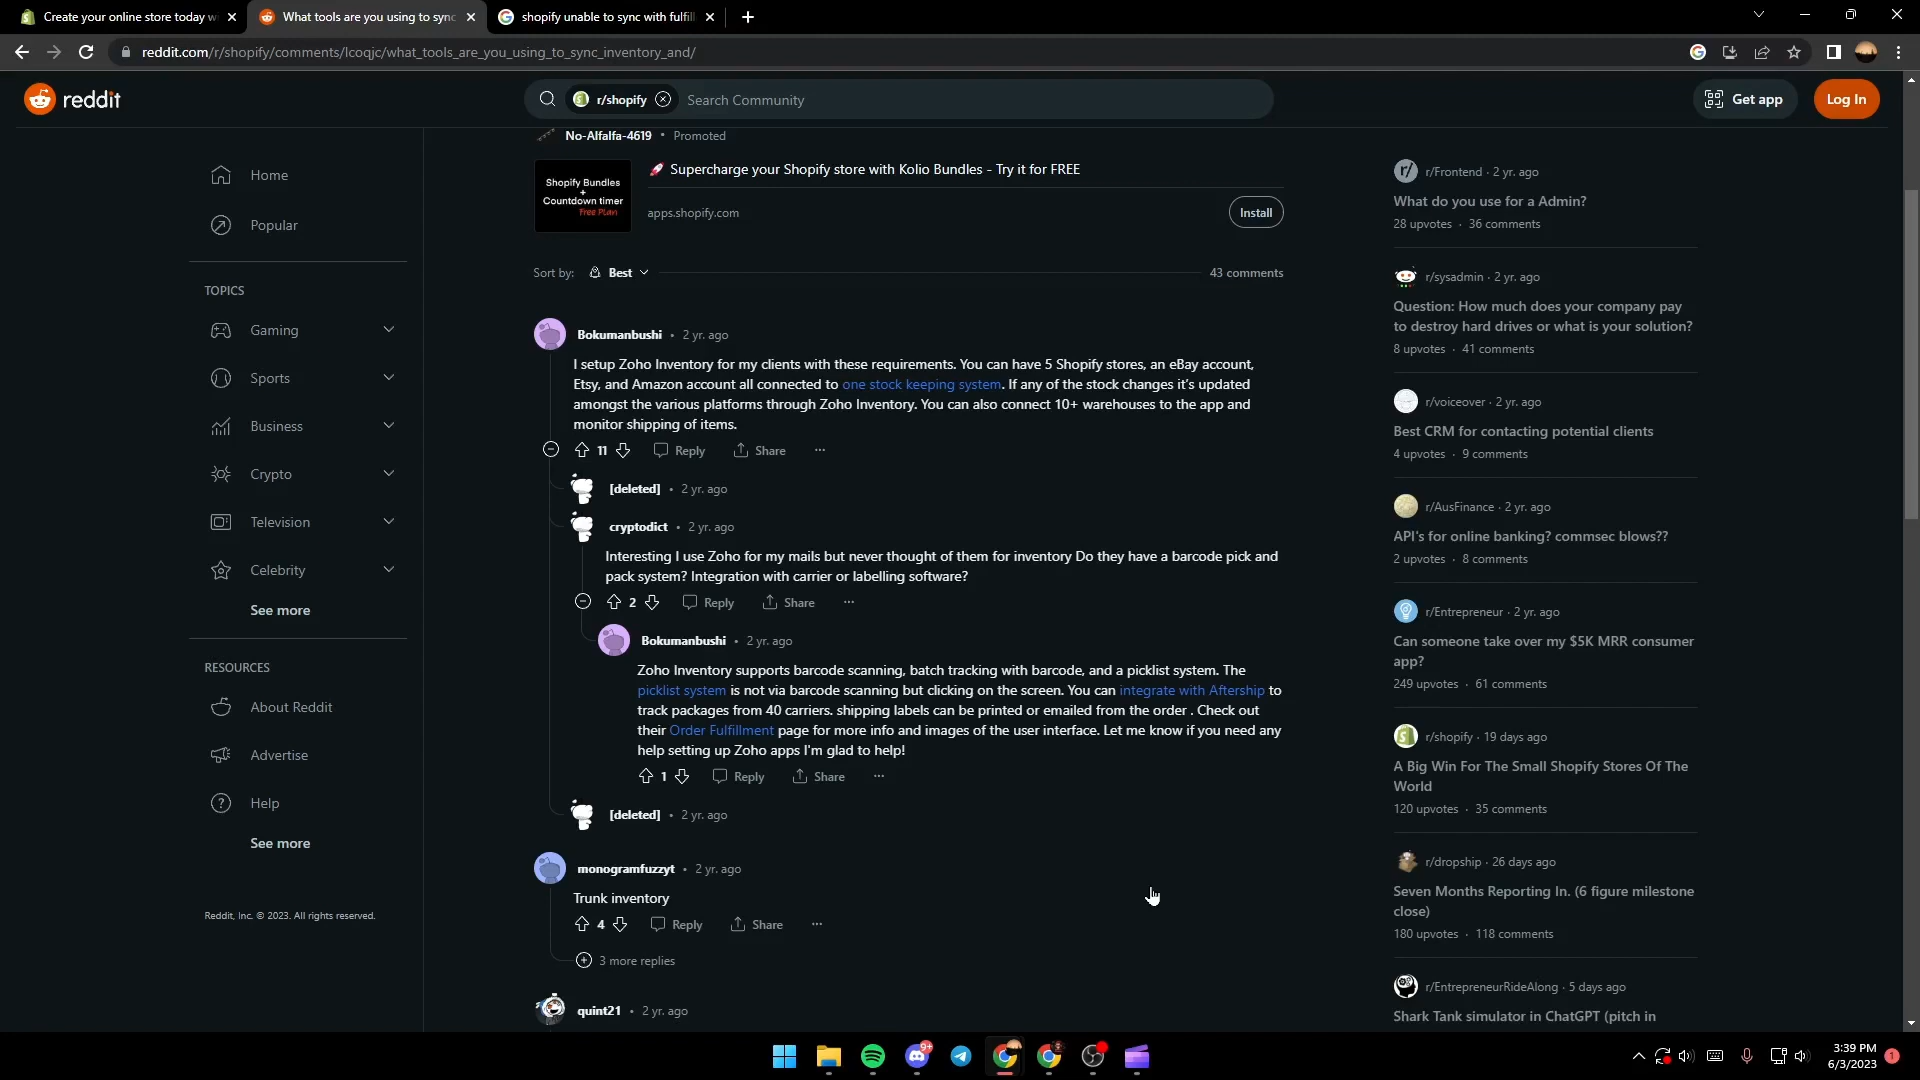 Create your online store today w
What tools are you using to sync
shopify unable to sync with fulfill
reddit.com/r/shopify/comments/lcoqjc/what_tools_are_you_using_to_sync_inventory_and/
reddit
r/shopify
Search Community
Get app
Log In
Home
Popular
TOPICS
Gaming
Sports
Business
Crypto
Television
Celebrity
See more
RESOURCES
About Reddit
Advertise
Help
See more
Reddit, Inc. © 2023. All rights reserved.
No-Alfalfa-4619 • Promoted
Shopify Bundles
+
Countdown timer
Free Plan
🚀 Supercharge your Shopify store with Kolio Bundles - Try it for FREE
apps.shopify.com
Install
Sort by: Best
43 comments
Bokumanbushi • 2 yr. ago
I setup Zoho Inventory for my clients with these requirements. You can have 5 Shopify stores, an eBay account,
Etsy, and Amazon account all connected to one stock keeping system. If any of the stock changes it's updated
amongst the various platforms through Zoho Inventory. You can also connect 10+ warehouses to the app and
monitor shipping of items.
11 Reply Share ...
[deleted] • 2 yr. ago
cryptodict • 2 yr. ago
Interesting I use Zoho for my mails but never thought of them for inventory Do they have a barcode pick and
pack system? Integration with carrier or labelling software?
2 Reply Share ...
Bokumanbushi • 2 yr. ago
Zoho Inventory supports barcode scanning, batch tracking with barcode, and a picklist system. The
picklist system is not via barcode scanning but clicking on the screen. You can integrate with Aftership to
track packages from 40 carriers. shipping labels can be printed or emailed from the order . Check out
their Order Fulfillment page for more info and images of the user interface. Let me know if you need any
help setting up Zoho apps I'm glad to help!
1 Reply Share ...
[deleted] • 2 yr. ago
monogramfuzzyt • 2 yr. ago
Trunk inventory
4 Reply Share ...
3 more replies
quint21 • 2 yr. ago
r/Frontend · 2 yr. ago
What do you use for a Admin?
28 upvotes · 36 comments
r/sysadmin · 2 yr. ago
Question: How much does your company pay
to destroy hard drives or what is your solution?
8 upvotes · 41 comments
r/voiceover · 2 yr. ago
Best CRM for contacting potential clients
4 upvotes · 9 comments
r/AusFinance · 2 yr. ago
API's for online banking? commsec blows??
2 upvotes · 8 comments
r/Entrepreneur · 2 yr. ago
Can someone take over my $5K MRR consumer
app?
249 upvotes · 61 comments
r/shopify · 19 days ago
A Big Win For The Small Shopify Stores Of The
World
120 upvotes · 35 comments
r/dropship · 26 days ago
Seven Months Reporting In. (6 figure milestone
close)
180 upvotes · 118 comments
r/EntrepreneurRideAlong · 5 days ago
Shark Tank simulator in ChatGPT (pitch in
9+
3:39 PM
6/3/2023
1